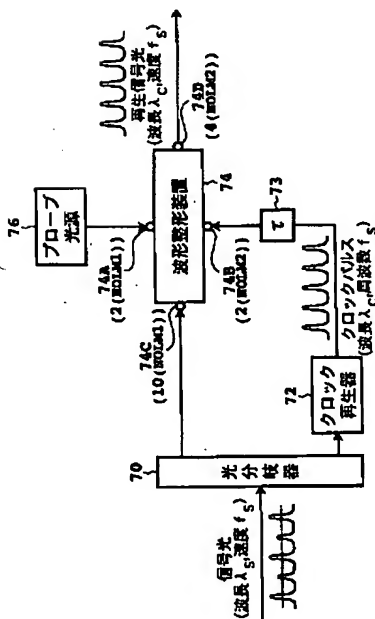 信号光
(波長λS,速度fS)
70
光分岐器
72
クロック
再生器
クロックパルス
(波長λC,周波数fS)
73
τ
74C
(10(NOLM1))
76
プローブ
光源
74A
(2(NOLM1))
波形整形装置
74
74B
(2(NOLM2))
74D
(4(NOLM2))
再生信号光
(波長λC,速度fS)